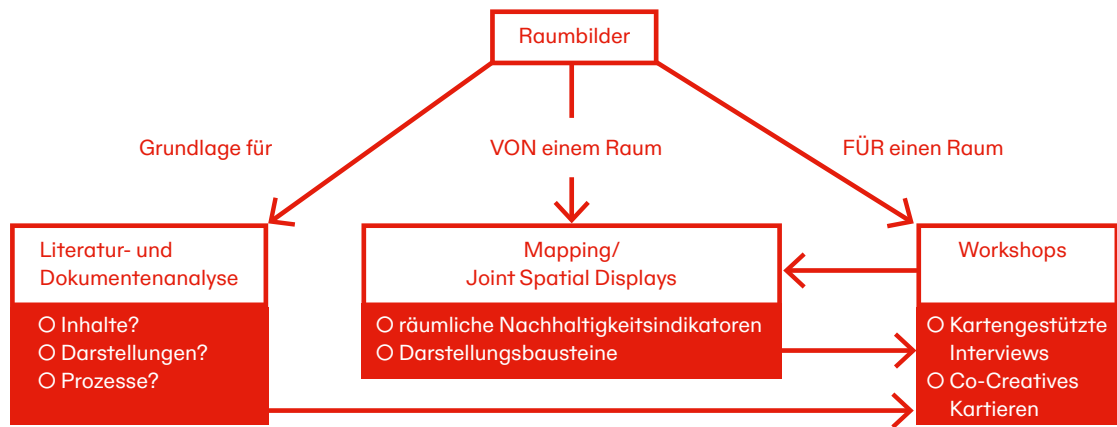 Raumbilder
Grundlage für
VON einem Raum
FÜR einen Raum
Literatur- und
Dokumentenanalyse
O Inhalte?
O Darstellungen?
O Prozesse?
Mapping/
Joint Spatial Displays
O räumliche Nachhaltigkeitsindikatoren
O Darstellungsbausteine
Workshops
O Kartengestützte
Interviews
O Co-Creatives
Kartieren